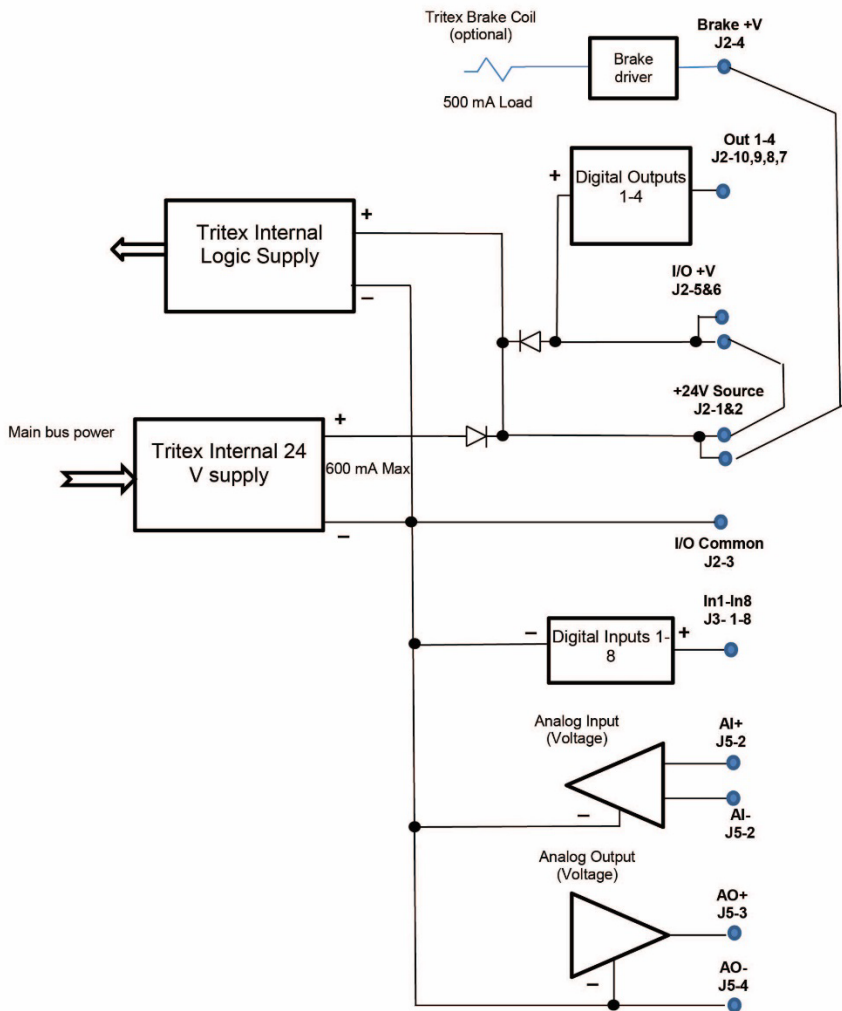 Tritex Brake Coil
(optional)
500 mA Load
Brake
driver
Brake +V
J2-4
Out 1-4
J2-10,9,8,7
+
Digital Outputs
1-4
Tritex Internal
Logic Supply
+
–
I/O +V
J2-5&6
+24V Source
J2-1&2
Main bus power
Tritex Internal 24
V supply
+
600 mA Max
–
I/O Common
J2-3
In1-In8
J3- 1-8
–
Digital Inputs 1-
8
+
Analog Input
(Voltage)
–
AI+
J5-2
AI-
J5-2
Analog Output
(Voltage)
–
AO+
J5-3
AO-
J5-4